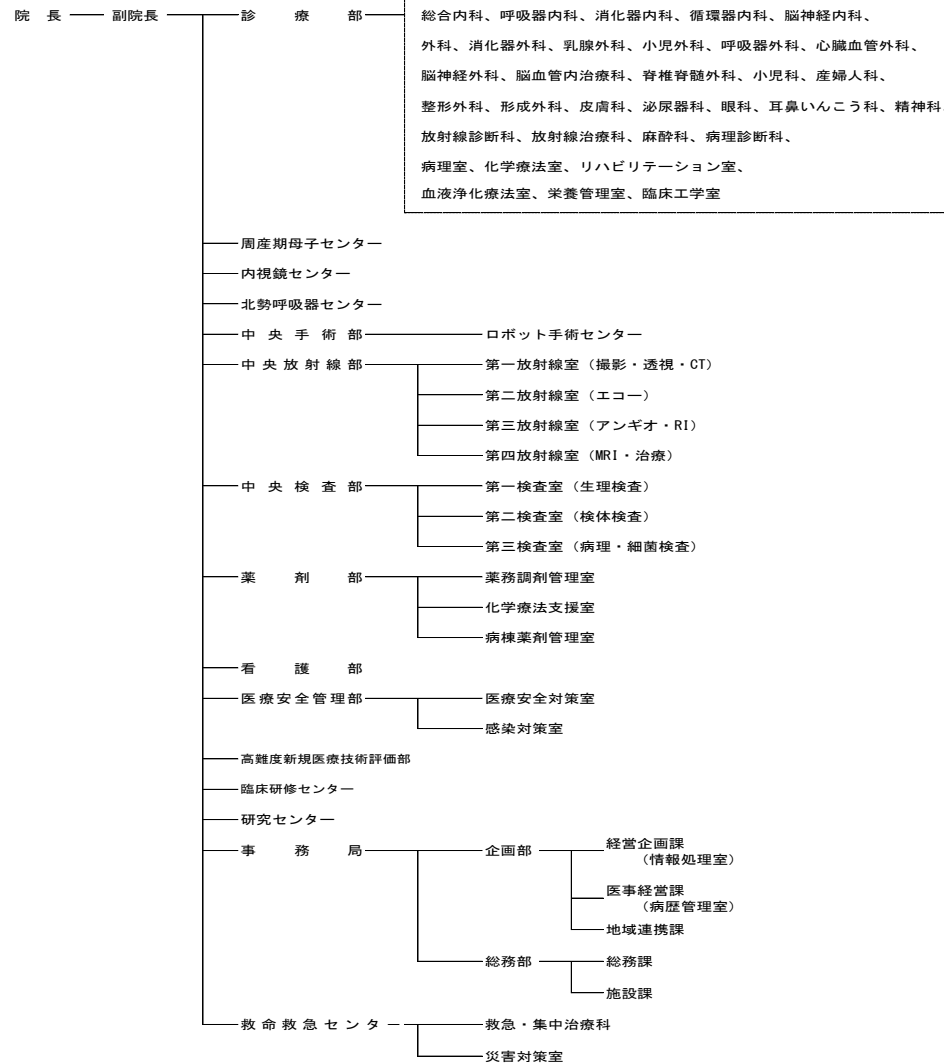 院長 副院長 診療部 総合内科、呼吸器内科、消化器内科、循環器内科、脳神経内科、
外科、消化器外科、乳腺外科、小児外科、呼吸器外科、心臓血管外科、
脳神経外科、脳血管内治療科、脊椎脊髄外科、小児科、産婦人科、
整形外科、形成外科、皮膚科、泌尿器科、眼科、耳鼻いんこう科、精神科、
放射線診断科、放射線治療科、麻酔科、病理診断科、
病理室、化学療法室、リハビリテーション室、
血液浄化療法室、栄養管理室、臨床工学室
周産期母子センター
内視鏡センター
北勢呼吸器センター
中央手術部 ロボット手術センター
中央放射線部 第一放射線室（撮影・透視・CT）
第二放射線室（エコー）
第三放射線室（アンギオ・RI）
第四放射線室（MRI・治療）
中央検査部 第一検査室（生理検査）
第二検査室（検体検査）
第三検査室（病理・細菌検査）
薬剤部 薬務調剤管理室
化学療法支援室
病棟薬剤管理室
看護部
医療安全管理部 医療安全対策室
感染対策室
高難度新規医療技術評価部
臨床研修センター
研究センター
事務局 企画部 経営企画課
（情報処理室）
医事経営課
（病歴管理室）
地域連携課
総務部 総務課
施設課
救命救急センター 救急・集中治療科
災害対策室